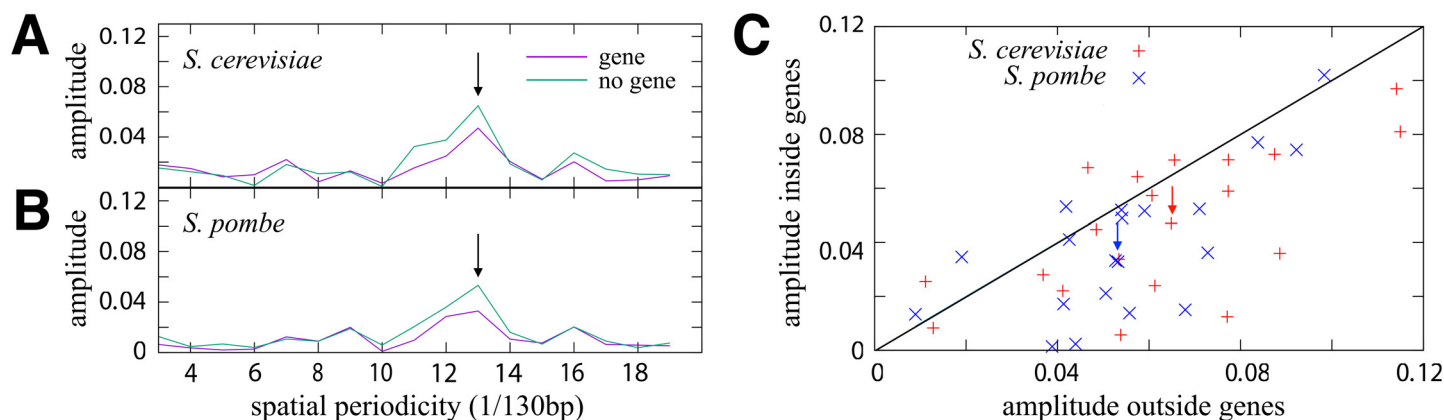 A
amplitude
0.12
0.08
0.04
S. cerevisiae
gene
no gene
B
amplitude
0.12
0.08
0.04
0
S. pombe
4 6 8 10 12 14 16 18
spatial periodicity (1/130bp)
C
amplitude inside genes
0.12
0.08
0.04
0
S. cerevisiae
S. pombe
0 0.04 0.08 0.12
amplitude outside genes